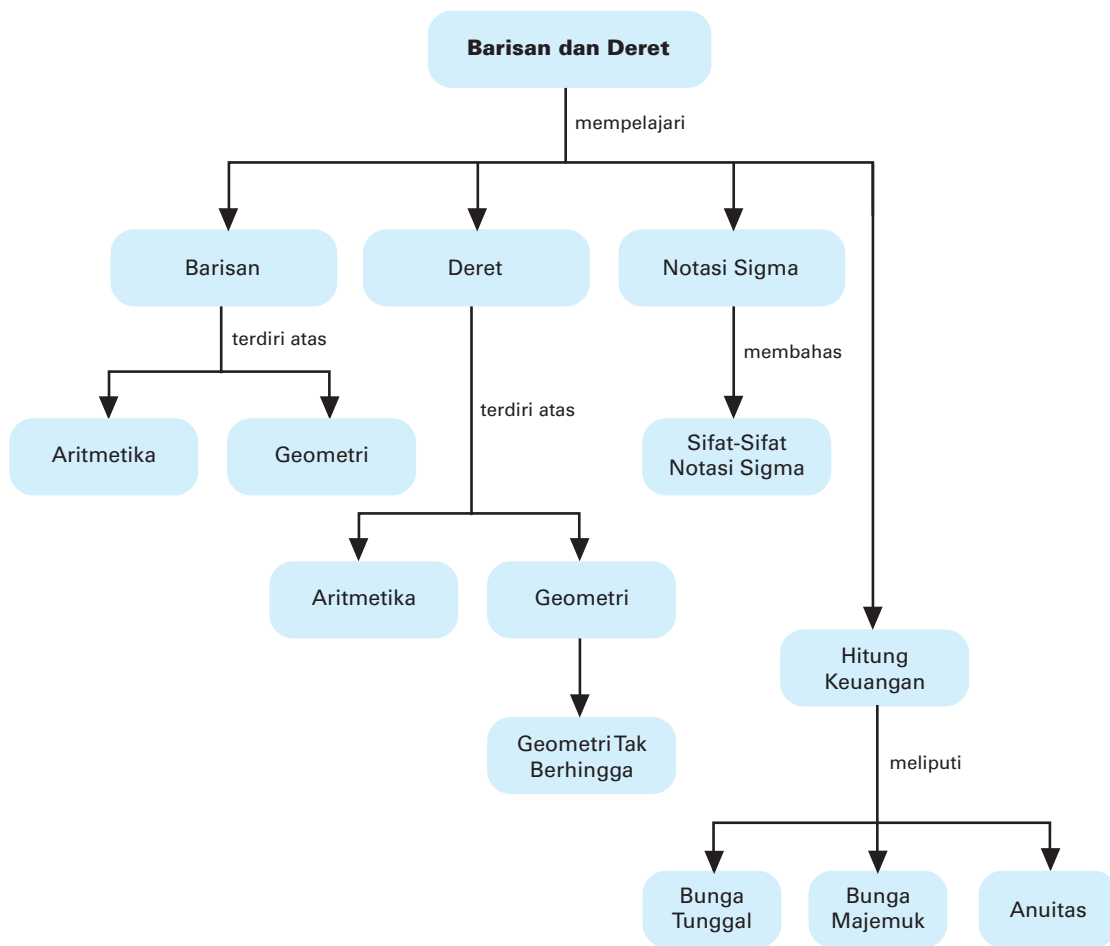 Barisan dan Deret
mempelajari
Barisan
Deret
Notasi Sigma
terdiri atas
membahas
Aritmetika
Geometri
terdiri atas
Sifat-Sifat
Notasi Sigma
Aritmetika
Geometri
Hitung
Keuangan
Geometri Tak
Berhingga
meliputi
Bunga
Tunggal
Bunga
Majemuk
Anuitas